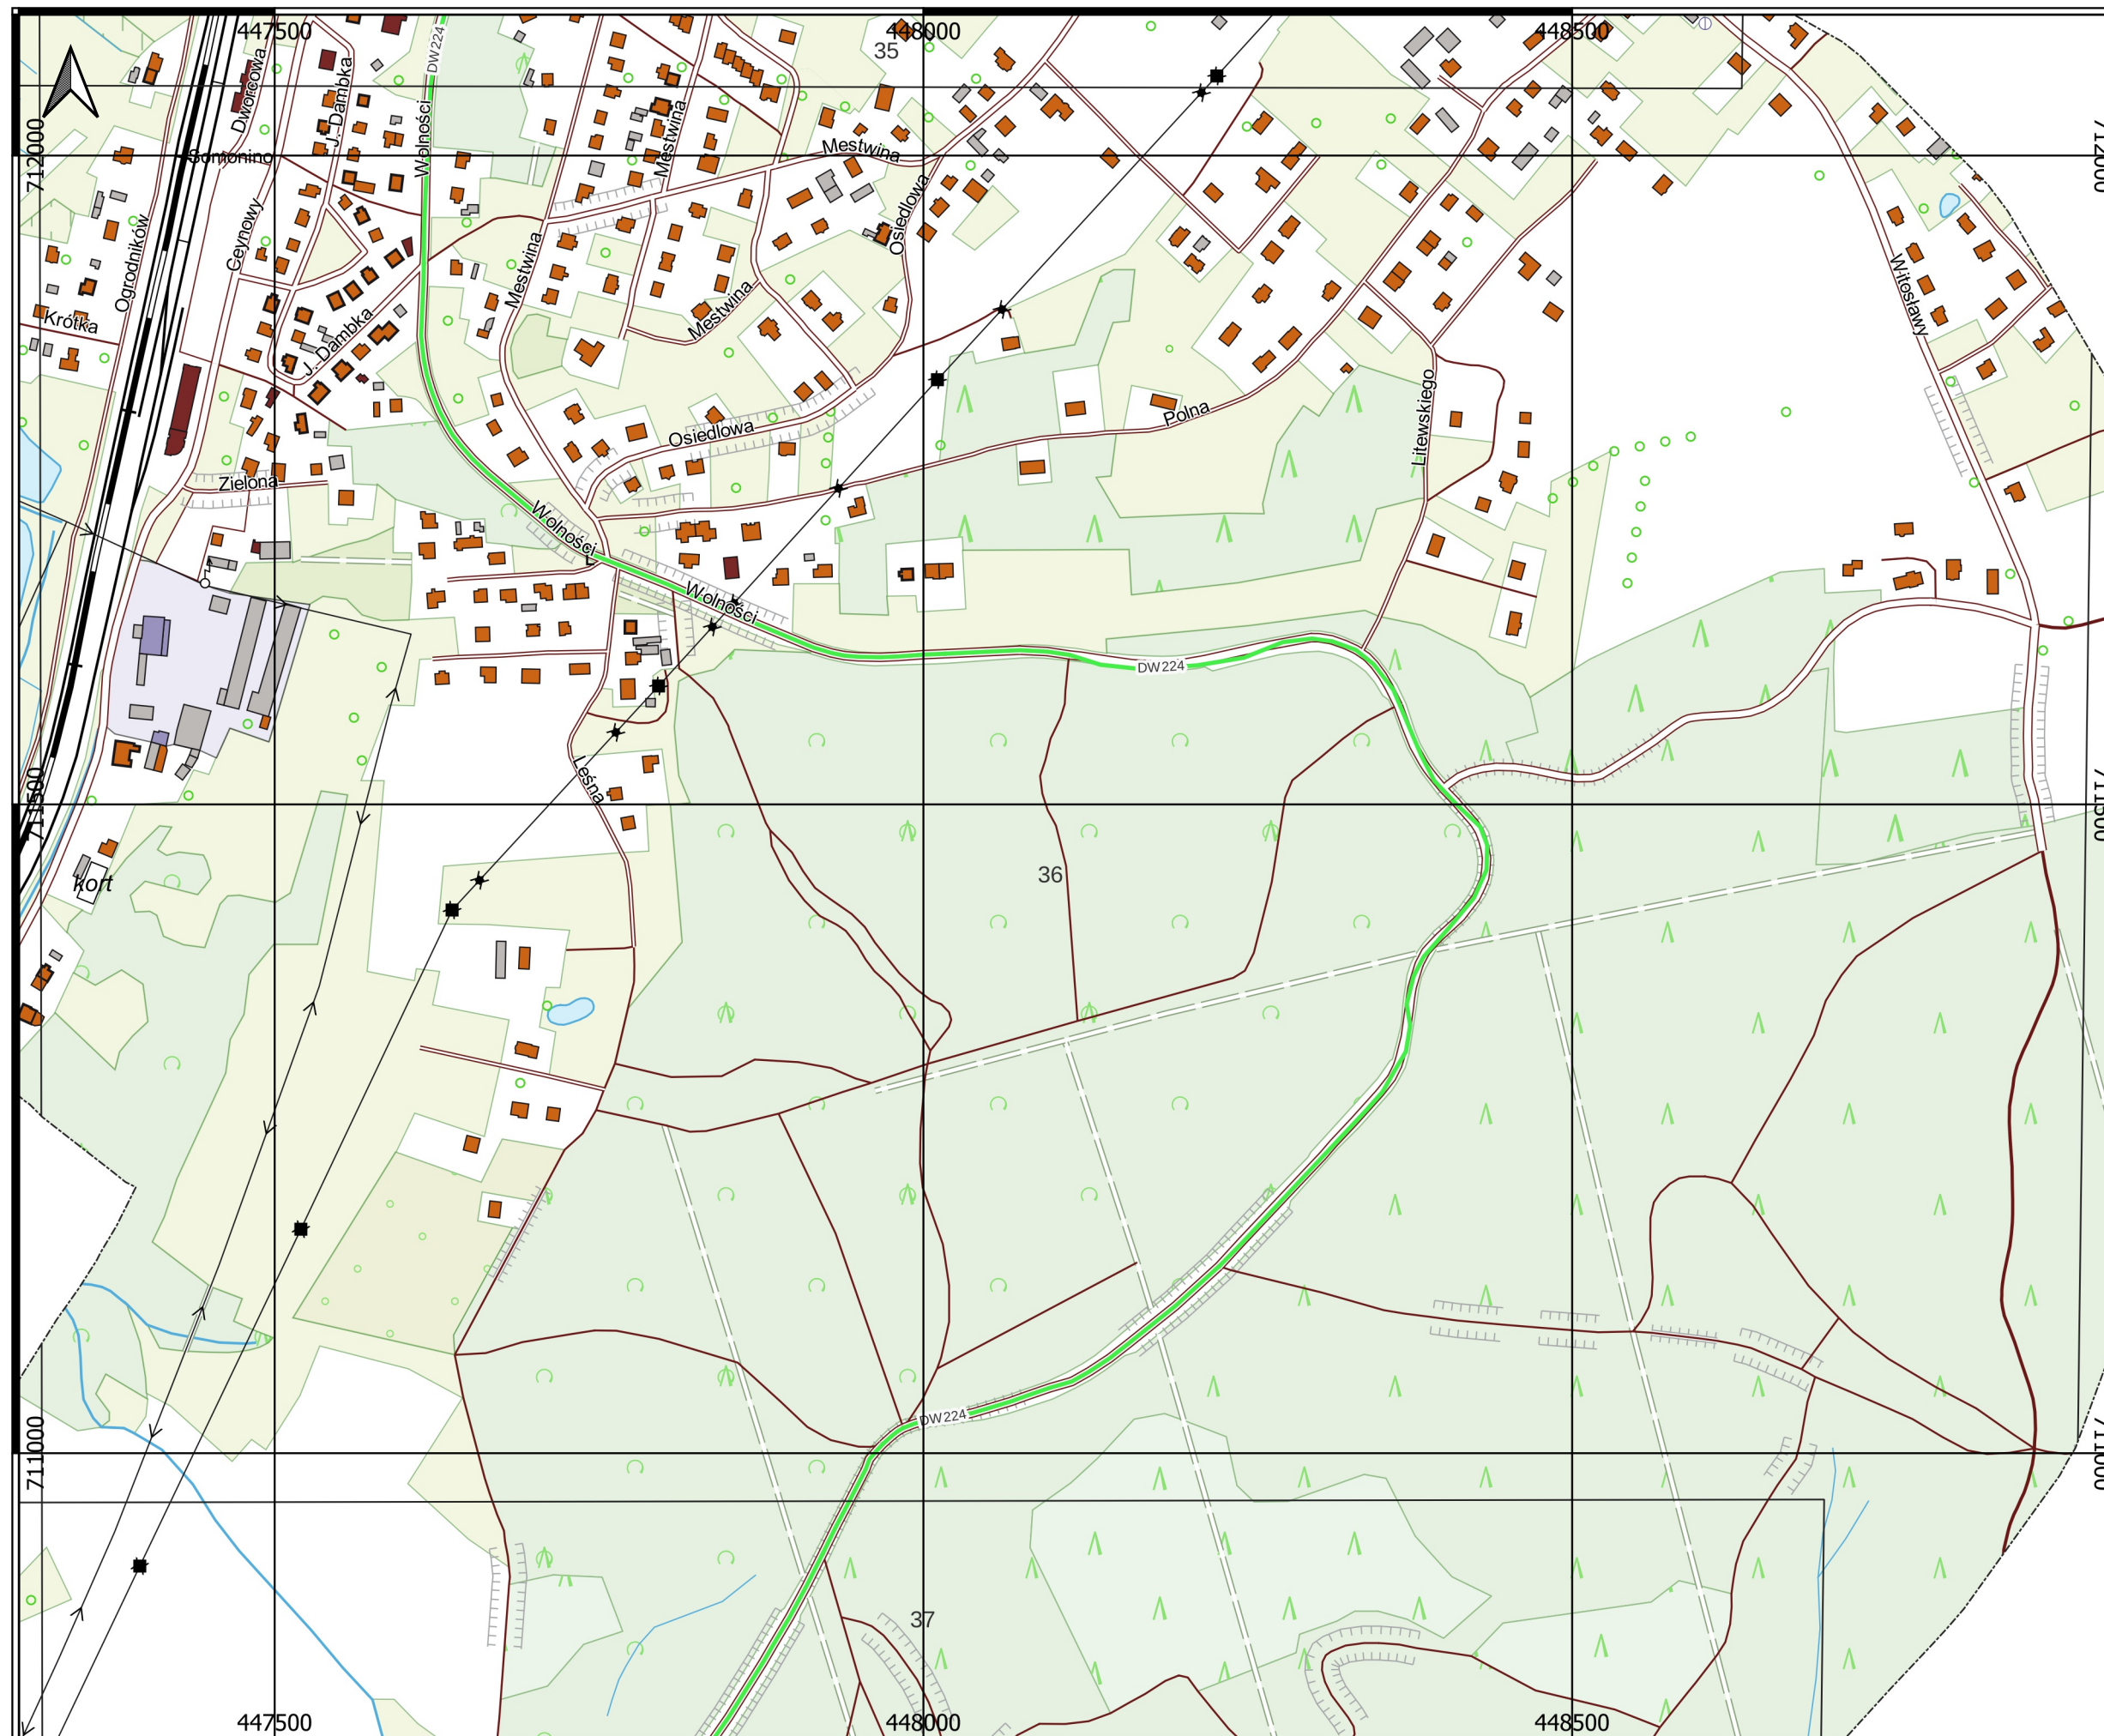 447500
448000
448500
DW224
35
Dworcowa
J. Dambka
Wolności
Mestwina
Mestwina
712000
712000
Somonino
Ogrodników
Ceynowy
Osiedlowa
Mestwina
Mestwina
Witosławy
Krótka
J. Dambka
Polna
Litewskiego
Osiedlowa
Zielona
Wolności
Wolności
DW224
Leśna
711500
711500
kort
36
DW224
711000
711000
37
447500
448000
448500